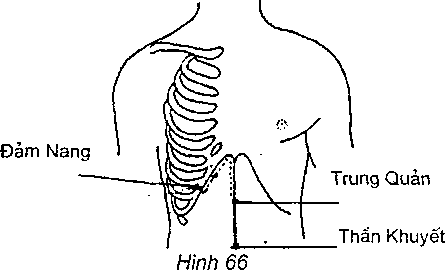 Đảm Nang
Trung Quản
Thần Khuyết
Hình 66